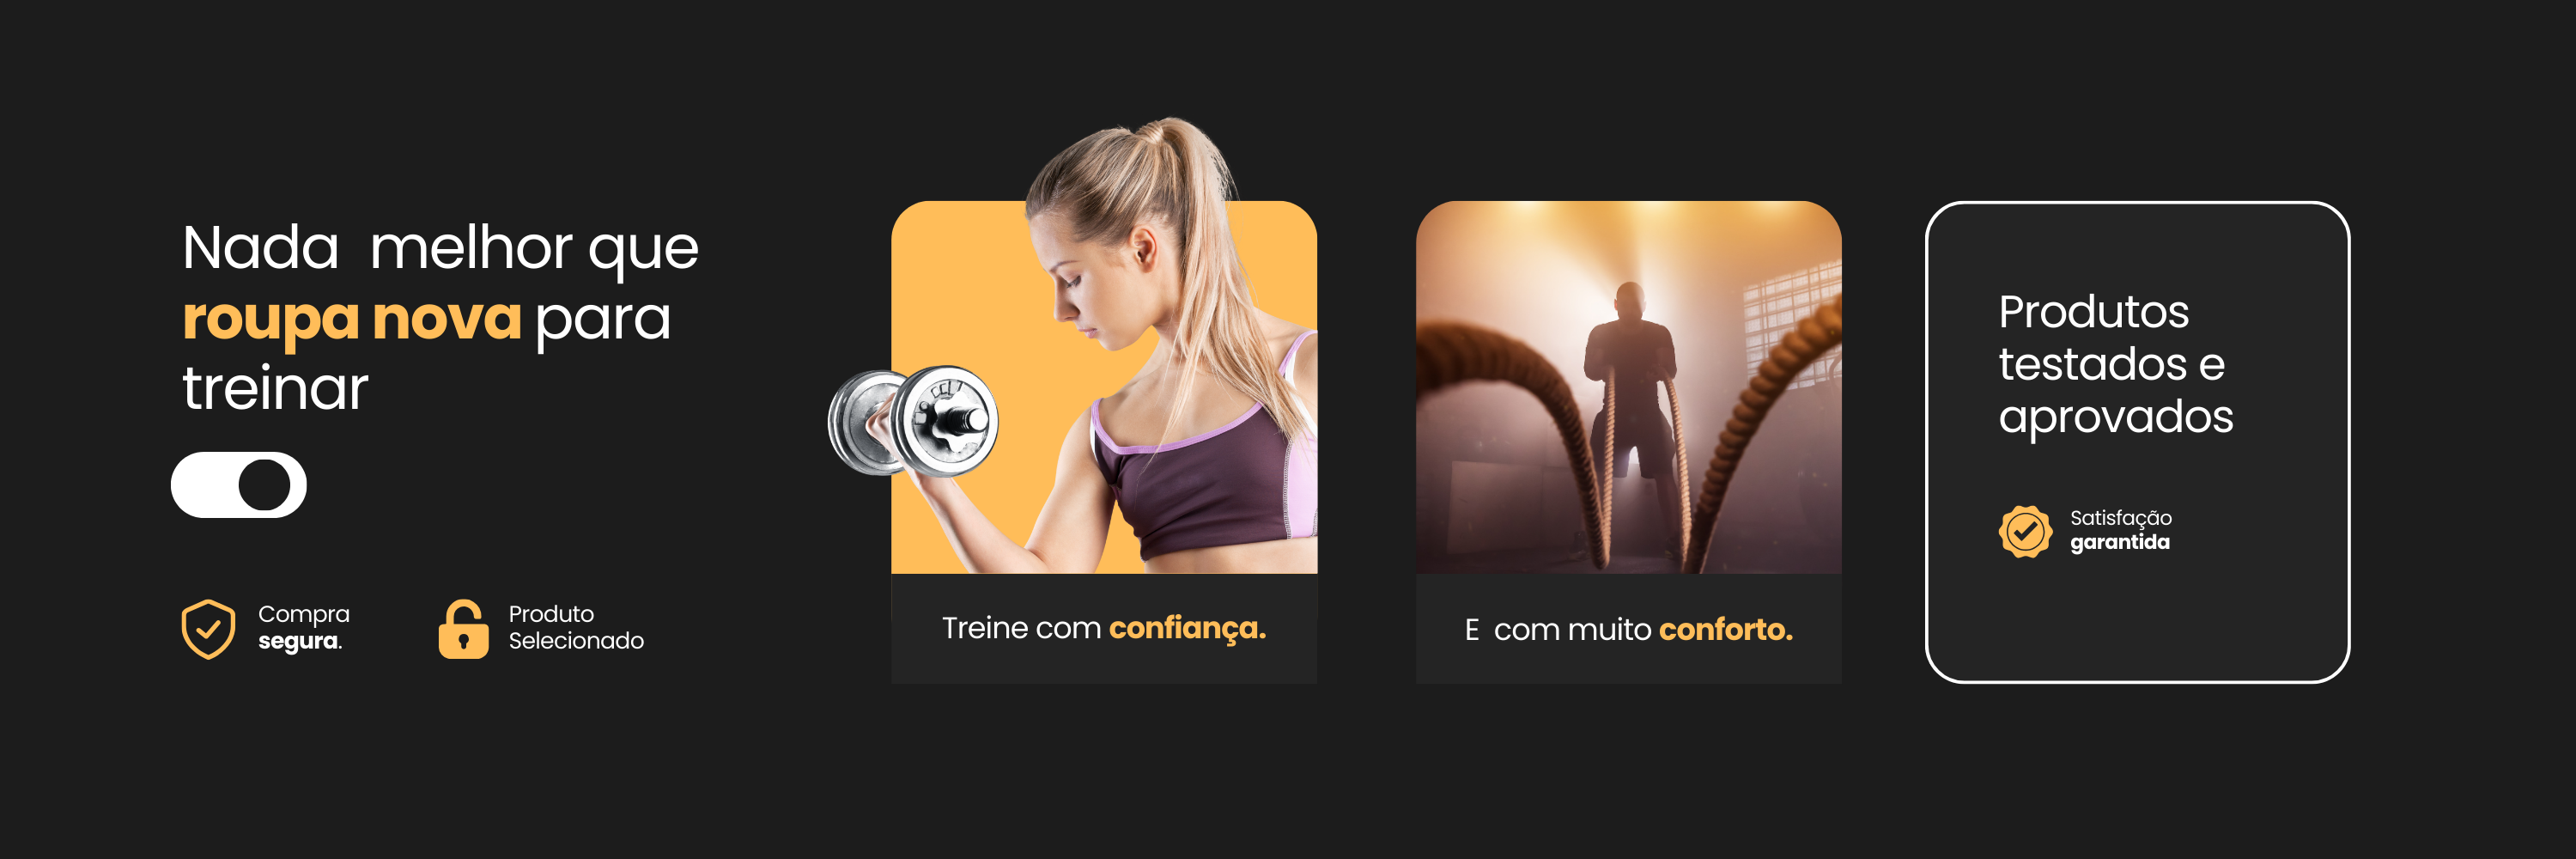 Nada  melhor que
roupa nova para
treinar
Compra
segura.
Produto
Selecionado
Treine com confiança.
E  com muito conforto.
Produtos
testados e
aprovados
Satisfação
garantida